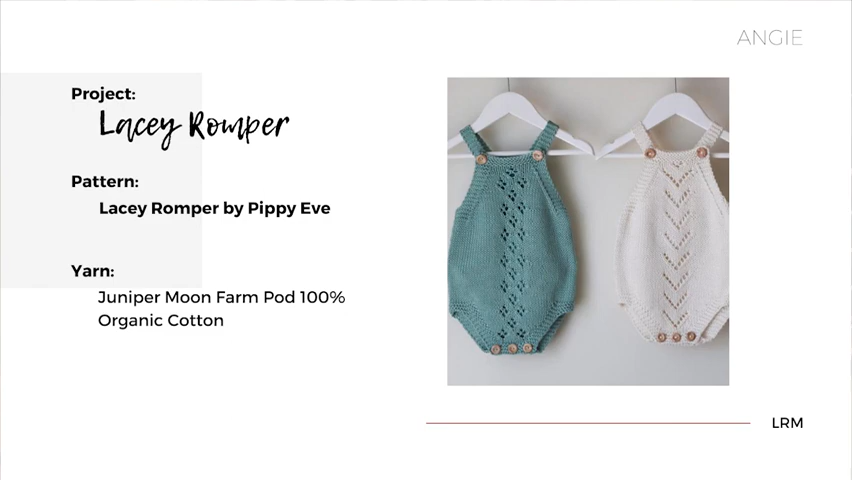 ANGIE
Project:
Lacey Romper
Pattern:
Lacey Romper by Pippy Eve
Yarn:
Juniper Moon Farm Pod 100%
Organic Cotton
LRM